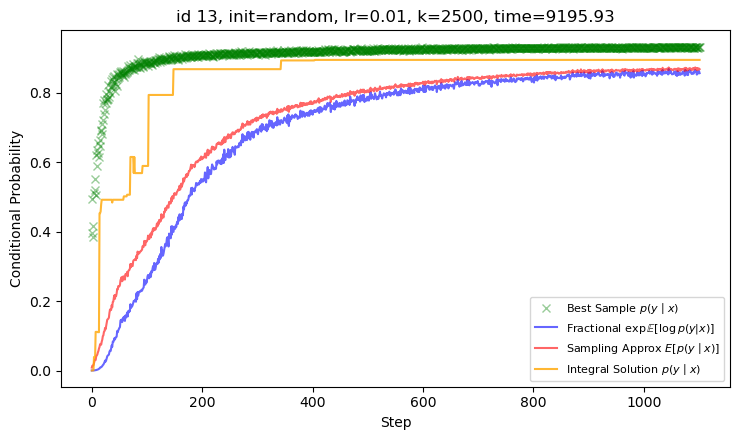 id 13, init=random, lr=0.01, k=2500, time=9195.93
Conditional Probability
0.8
0.6
0.4
0.2
0.0
0
200
400
600
800
1000
Step
Best Sample p(y | x)
Fractional exp𝔼[log p(y|x)]
Sampling Approx E[p(y | x)]
Integral Solution p(y | x)